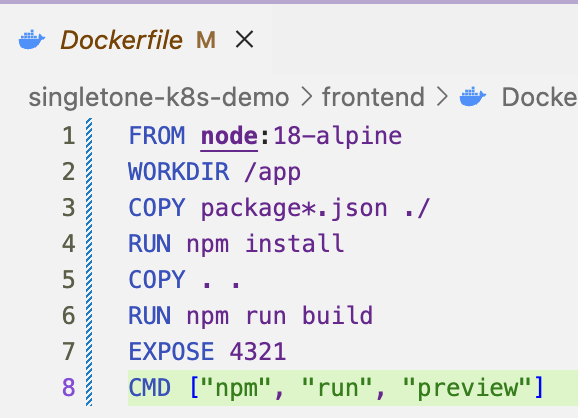 Dockerfile M
singletone-k8s-demo > frontend > Docke
1 FROM node:18-alpine
2 WORKDIR /app
3 COPY package*.json ./
4 RUN npm install
5 COPY . .
6 RUN npm run build
7 EXPOSE 4321
8 CMD ["npm", "run", "preview"]